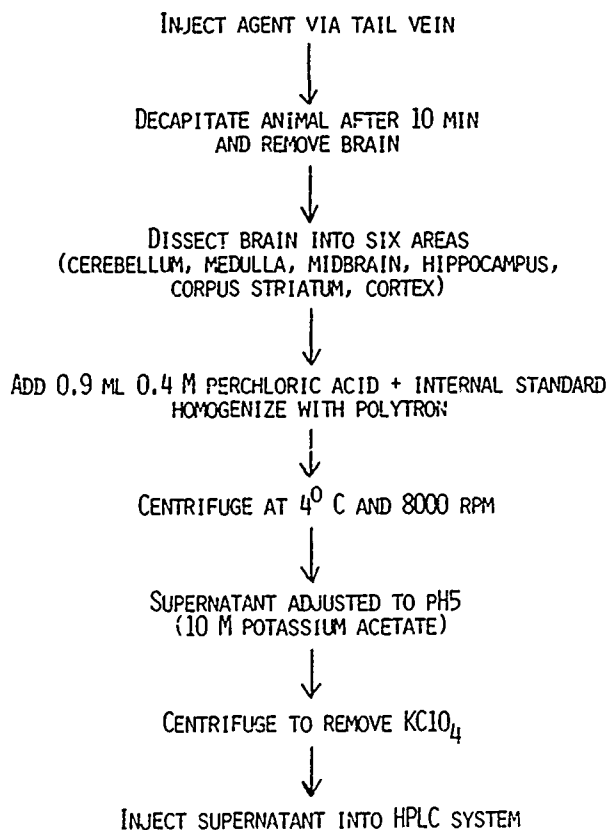 INJECT AGENT VIA TAIL VEIN
DECAPITATE ANIMAL AFTER 10 MIN
AND REMOVE BRAIN
DISSECT BRAIN INTO SIX AREAS
(CEREBELLUM, MEDULLA, MIDBRAIN, HIPPOCAMPUS,
CORPUS STRIATUM, CORTEX)
ADD 0.9 ML 0.4 M PERCHLORIC ACID + INTERNAL STANDARD
HOMOGENIZE WITH POLYTRON
CENTRIFUGE AT 4⁰ C AND 8000 RPM
SUPERNATANT ADJUSTED TO PH5
(10 M POTASSIUM ACETATE)
CENTRIFUGE TO REMOVE KClO₄
INJECT SUPERNATANT INTO HPLC SYSTEM